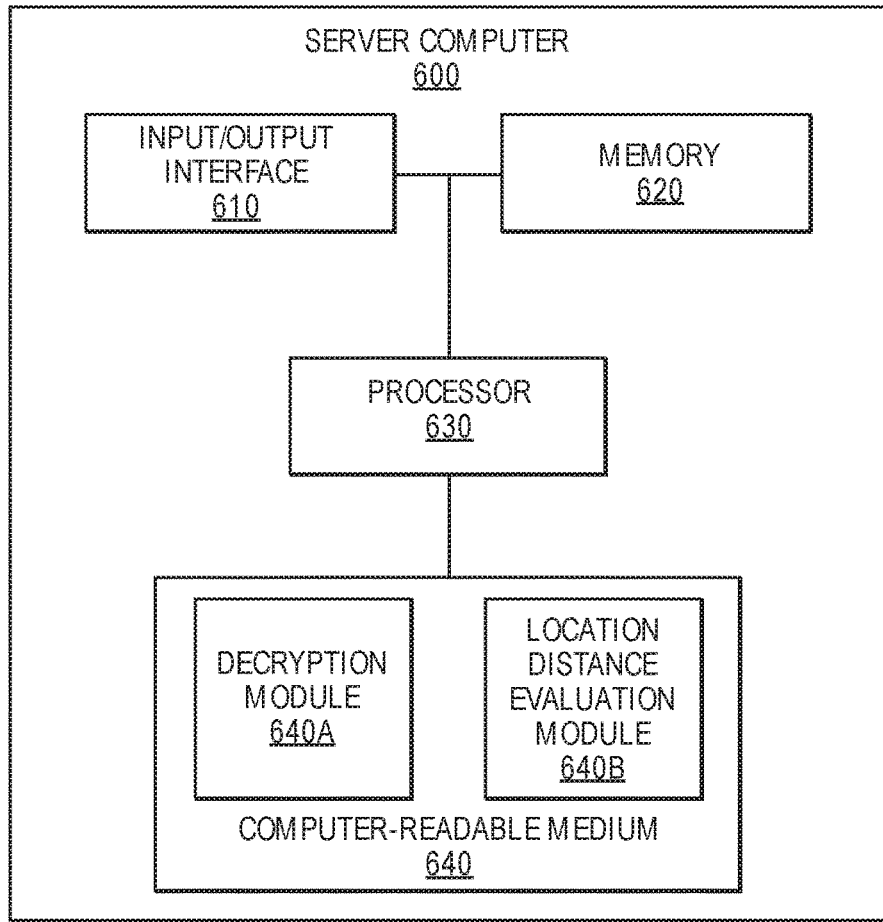 SERVER COMPUTER
600
INPUT/OUTPUT
INTERFACE
610
MEMORY
620
PROCESSOR
630
DECRYPTION
MODULE
640A
LOCATION
DISTANCE
EVALUATION
MODULE
640B
COMPUTER-READABLE MEDIUM
640